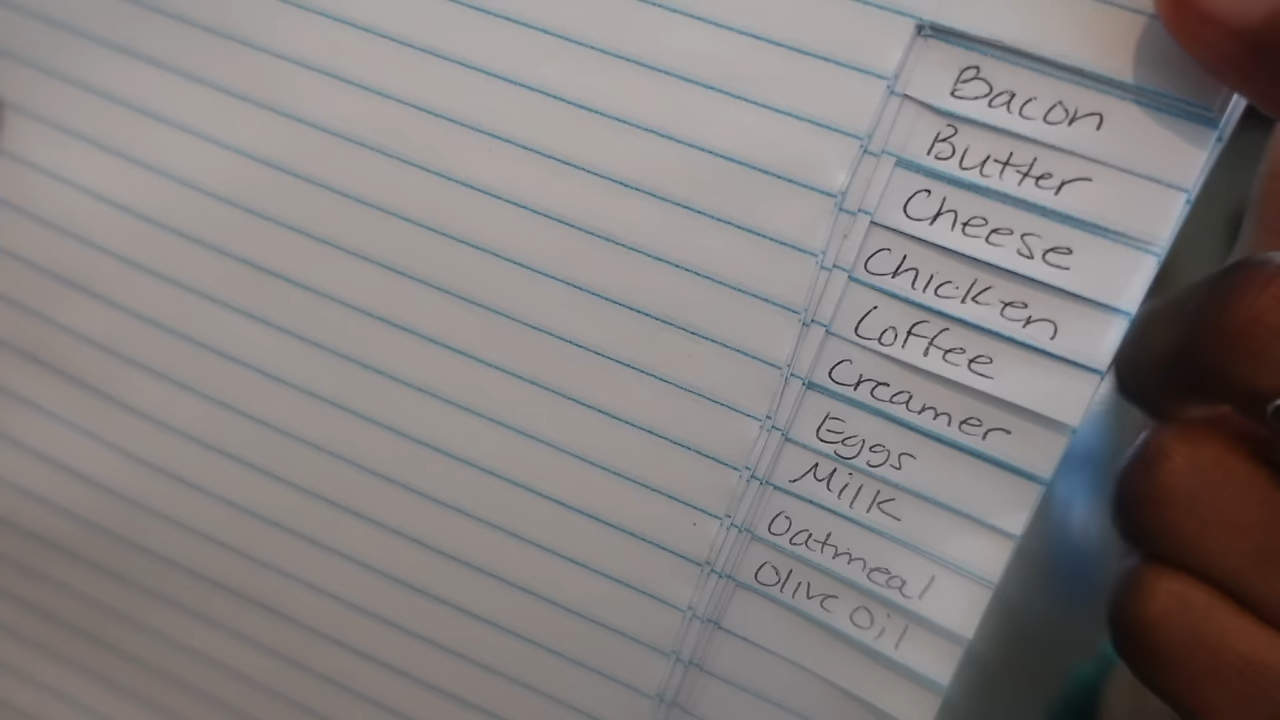 Bacon
Butter
Cheese
Chicken
Coffee
Creamer
Eggs
Milk
Oatmeal
Olive Oil